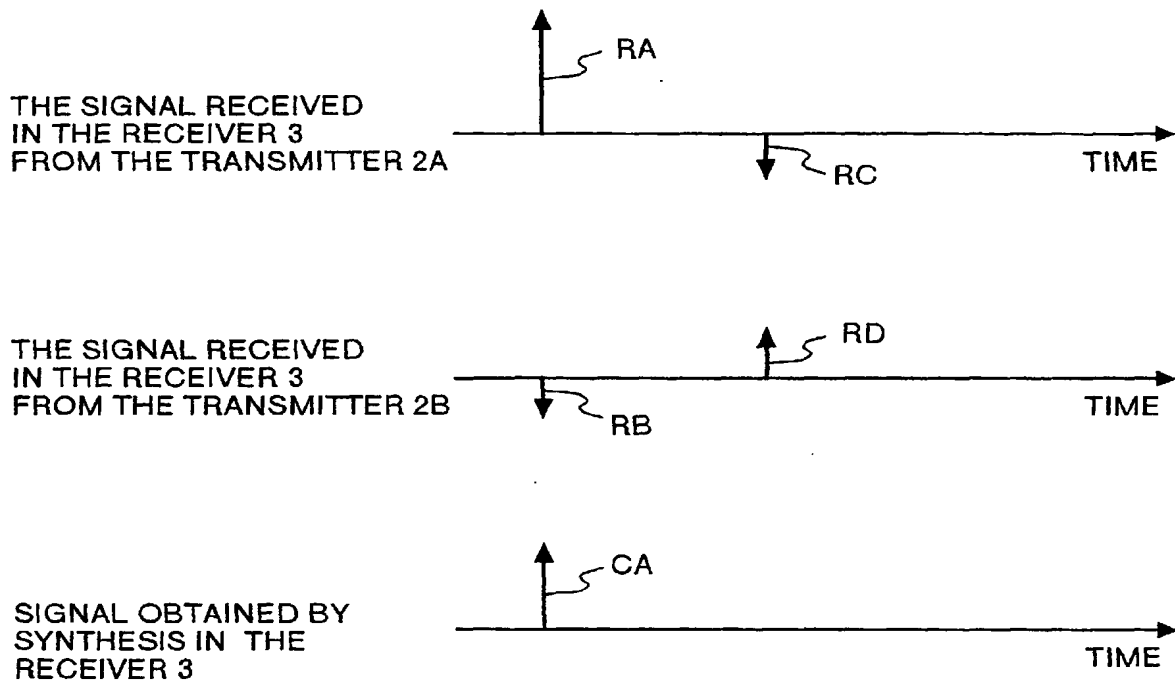 RA
THE SIGNAL RECEIVED
IN THE RECEIVER 3
FROM THE TRANSMITTER 2A
TIME
RC
THE SIGNAL RECEIVED
IN THE RECEIVER 3
FROM THE TRANSMITTER 2B
RD
TIME
RB
CA
SIGNAL OBTAINED BY
SYNTHESIS IN THE
RECEIVER 3
TIME